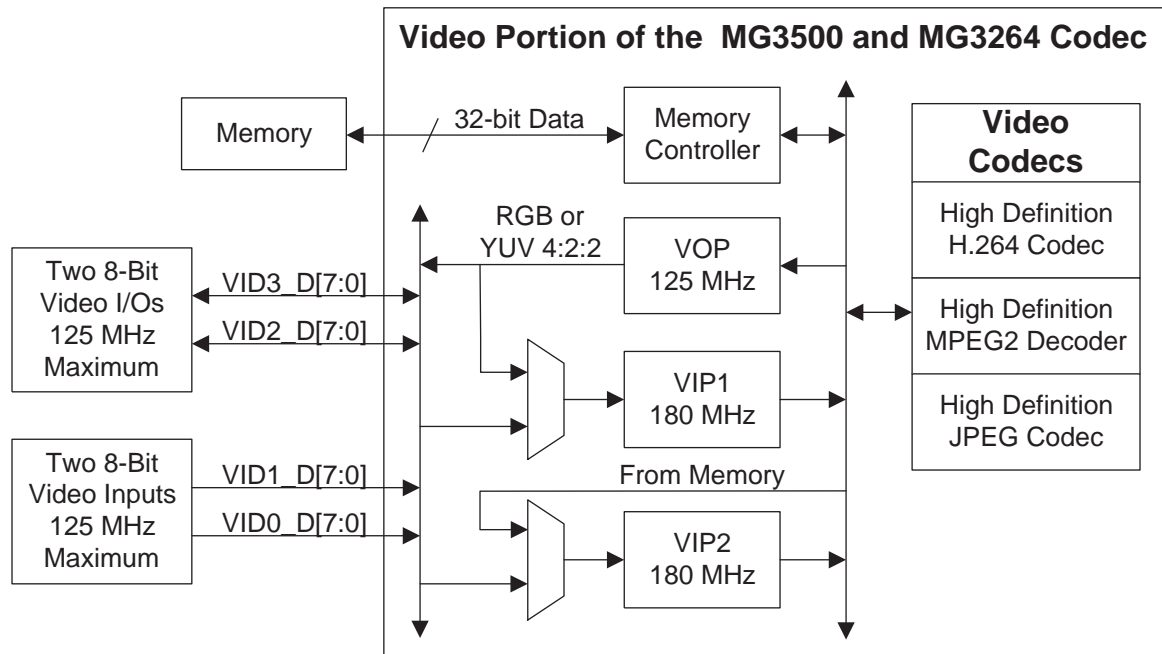 Video Portion of the MG3500 and MG3264 Codec
Memory
32-bit Data
Memory
Controller
Video
Codecs
High Definition
H.264 Codec
High Definition
MPEG2 Decoder
High Definition
JPEG Codec
RGB or
YUV 4:2:2
VOP
125 MHz
Two 8-Bit
Video I/Os
125 MHz
Maximum
VID3_D[7:0]
VID2_D[7:0]
VIP1
180 MHz
Two 8-Bit
Video Inputs
125 MHz
Maximum
VID1_D[7:0]
VID0_D[7:0]
From Memory
VIP2
180 MHz